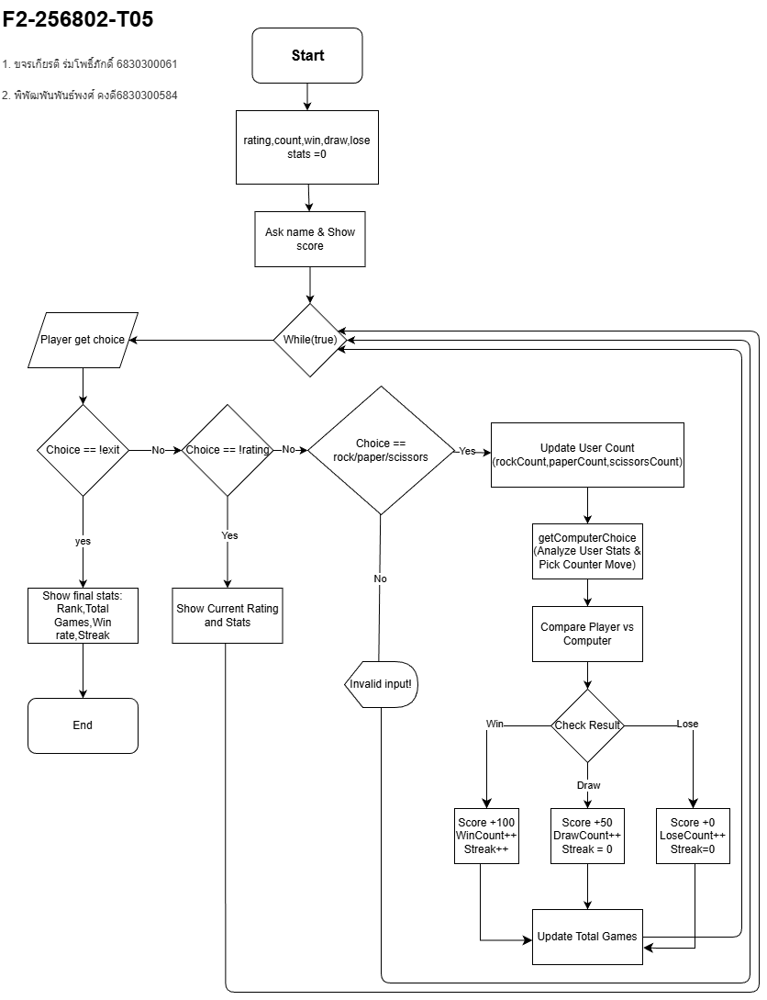 F2-256802-T05
1. ขจรเกียรติ ร่มโพธิ์ภักดิ์ 6830300061
2. พิพัฒพันพันธ์พงศ์ คงดี6830300584
Start
rating,count,win,draw,lose
stats =0
Ask name & Show
score
While(true)
Player get choice
Choice == !exit
No
Choice == !rating
No
Choice ==
rock/paper/scissors
Yes
Update User Count
(rockCount,paperCount,scissorsCount)
getComputerChoice
(Analyze User Stats &
Pick Counter Move)
yes
Yes
No
Show final stats:
Rank,Total
Games,Win
rate,Streak
Show Current Rating
and Stats
Compare Player vs
Computer
Invalid input!
End
Check Result
Win
Lose
Draw
Score +100
WinCount++
Streak++
Score +50
DrawCount++
Streak = 0
Score +0
LoseCount++
Streak=0
Update Total Games